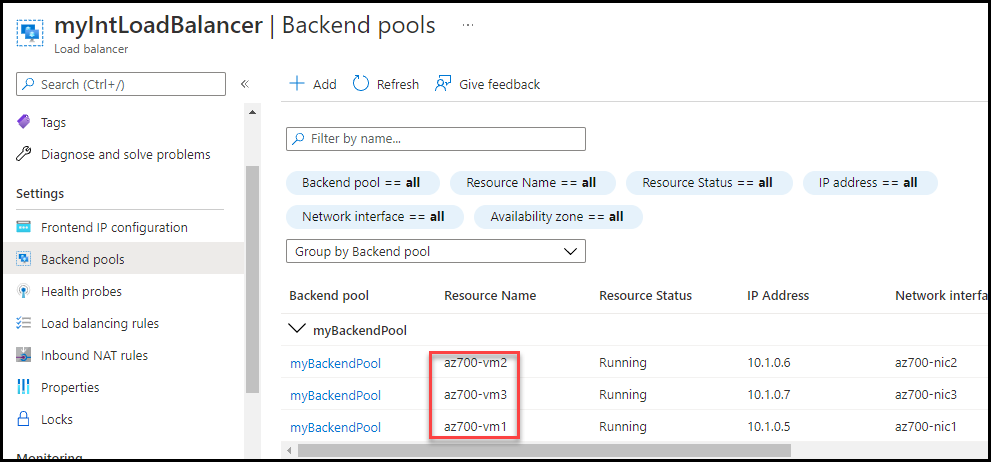 myIntLoadBalancer | Backend pools ...
Load balancer
Search (Ctrl+/)
«
Tags
Diagnose and solve problems
Settings
Frontend IP configuration
Backend pools
Health probes
Load balancing rules
Inbound NAT rules
Properties
Locks
Monitoring
Add Refresh Give feedback
Filter by name...
Backend pool == all Resource Name == all Resource Status == all IP address == all
Network interface == all Availability zone == all
Group by Backend pool
Backend pool Resource Name Resource Status IP Address Network interfa
myBackendPool
myBackendPool az700-vm2 Running 10.1.0.6 az700-nic2
myBackendPool az700-vm3 Running 10.1.0.7 az700-nic3
myBackendPool az700-vm1 Running 10.1.0.5 az700-nic1